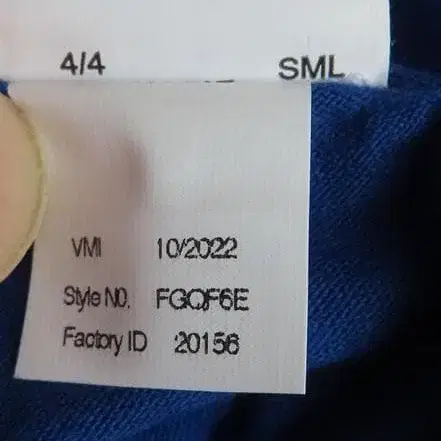 4/4 SML
VMI 10/2022
Style NO. FGQF6E
Factory ID 20156